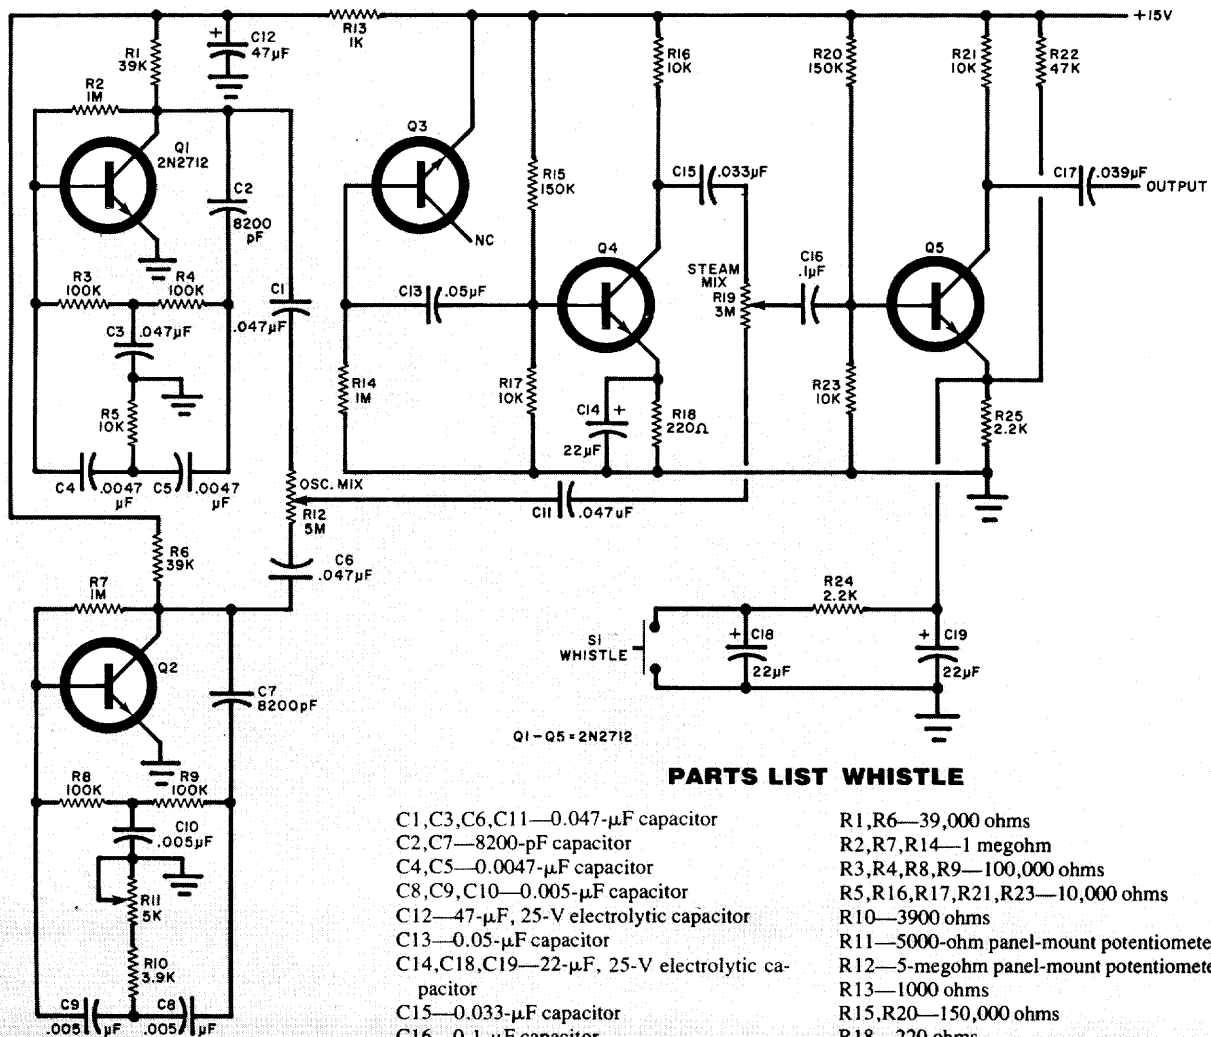 R13
1K
+15V
R1
39K
C12
47µF
+
R2
1M
Q1
2N2712
C2
8200
pF
R3
100K
R4
100K
C1
.047µF
C3
.047µF
R5
10K
C4
.0047
µF
C5
.0047
µF
Q3
NC
R15
150K
C13
.05µF
R14
1M
R17
10K
R16
10K
C15
.033µF
Q4
STEAM
MIX
R19
3M
C14
+
22µF
R18
220Ω
R20
150K
C16
.1µF
R23
10K
R21
10K
R22
47K
C17
.039µF
OUTPUT
Q5
R25
2.2K
OSC. MIX
R12
5M
C11
.047uF
C6
.047µF
R6
39K
R7
1M
Q2
C7
8200pF
R8
100K
R9
100K
C10
.005µF
R11
5K
R10
3.9K
C9
.005
µF
C8
.005
µF
S1
WHISTLE
R24
2.2K
+
C18
22µF
+
C19
22µF
Q1-Q5=2N2712
PARTS LIST WHISTLE
C1,C3,C6,C11—0.047-µF capacitor
C2,C7—8200-pF capacitor
C4,C5—0.0047-µF capacitor
C8,C9,C10—0.005-µF capacitor
C12—47-µF, 25-V electrolytic capacitor
C13—0.05-µF capacitor
C14,C18,C19—22-µF, 25-V electrolytic ca-
pacitor
C15—0.033-µF capacitor
C16—0.1-µF capacitor
R1,R6—39,000 ohms
R2,R7,R14—1 megohm
R3,R4,R8,R9—100,000 ohms
R5,R16,R17,R21,R23—10,000 ohms
R10—3900 ohms
R11—5000-ohm panel-mount potentiomete
R12—5-megohm panel-mount potentiomete
R13—1000 ohms
R15,R20—150,000 ohms
R18—220 ohms